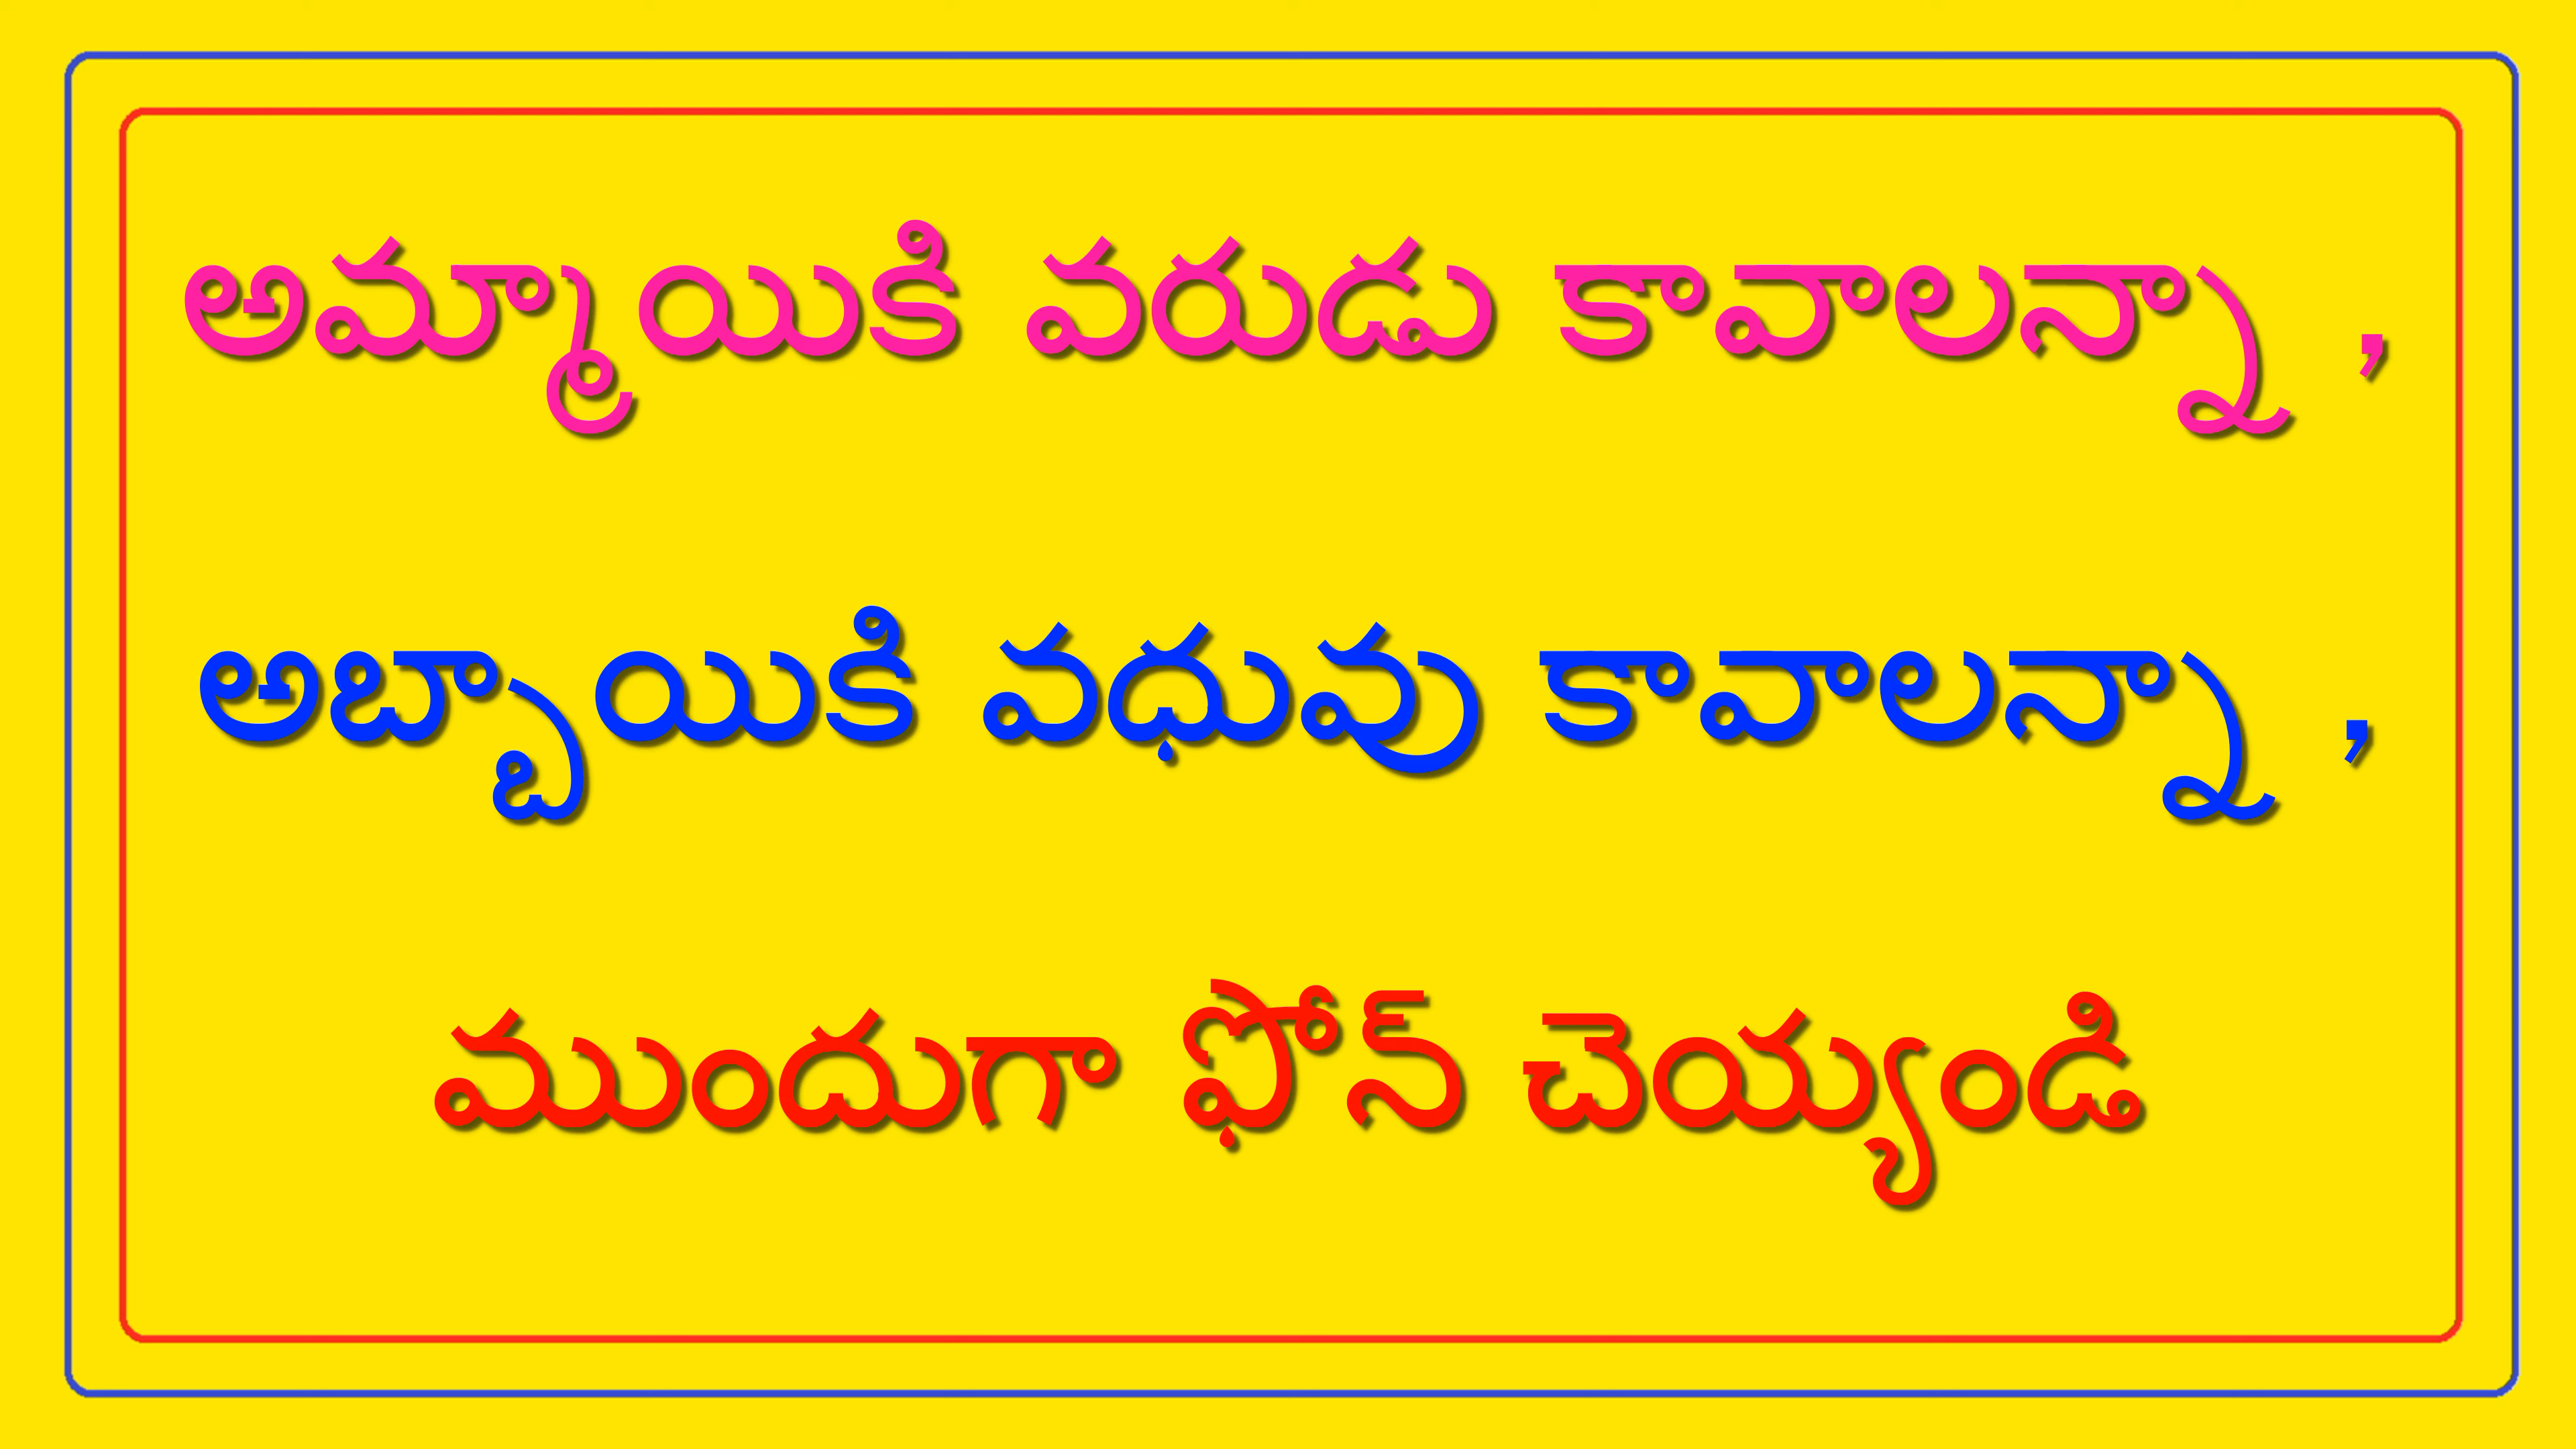 అమ్మాయికి వరుడు కావాలన్నా ,
అబ్బాయికి వధువు కావాలన్నా ,
ముందుగా ఫోన్ చెయ్యండి